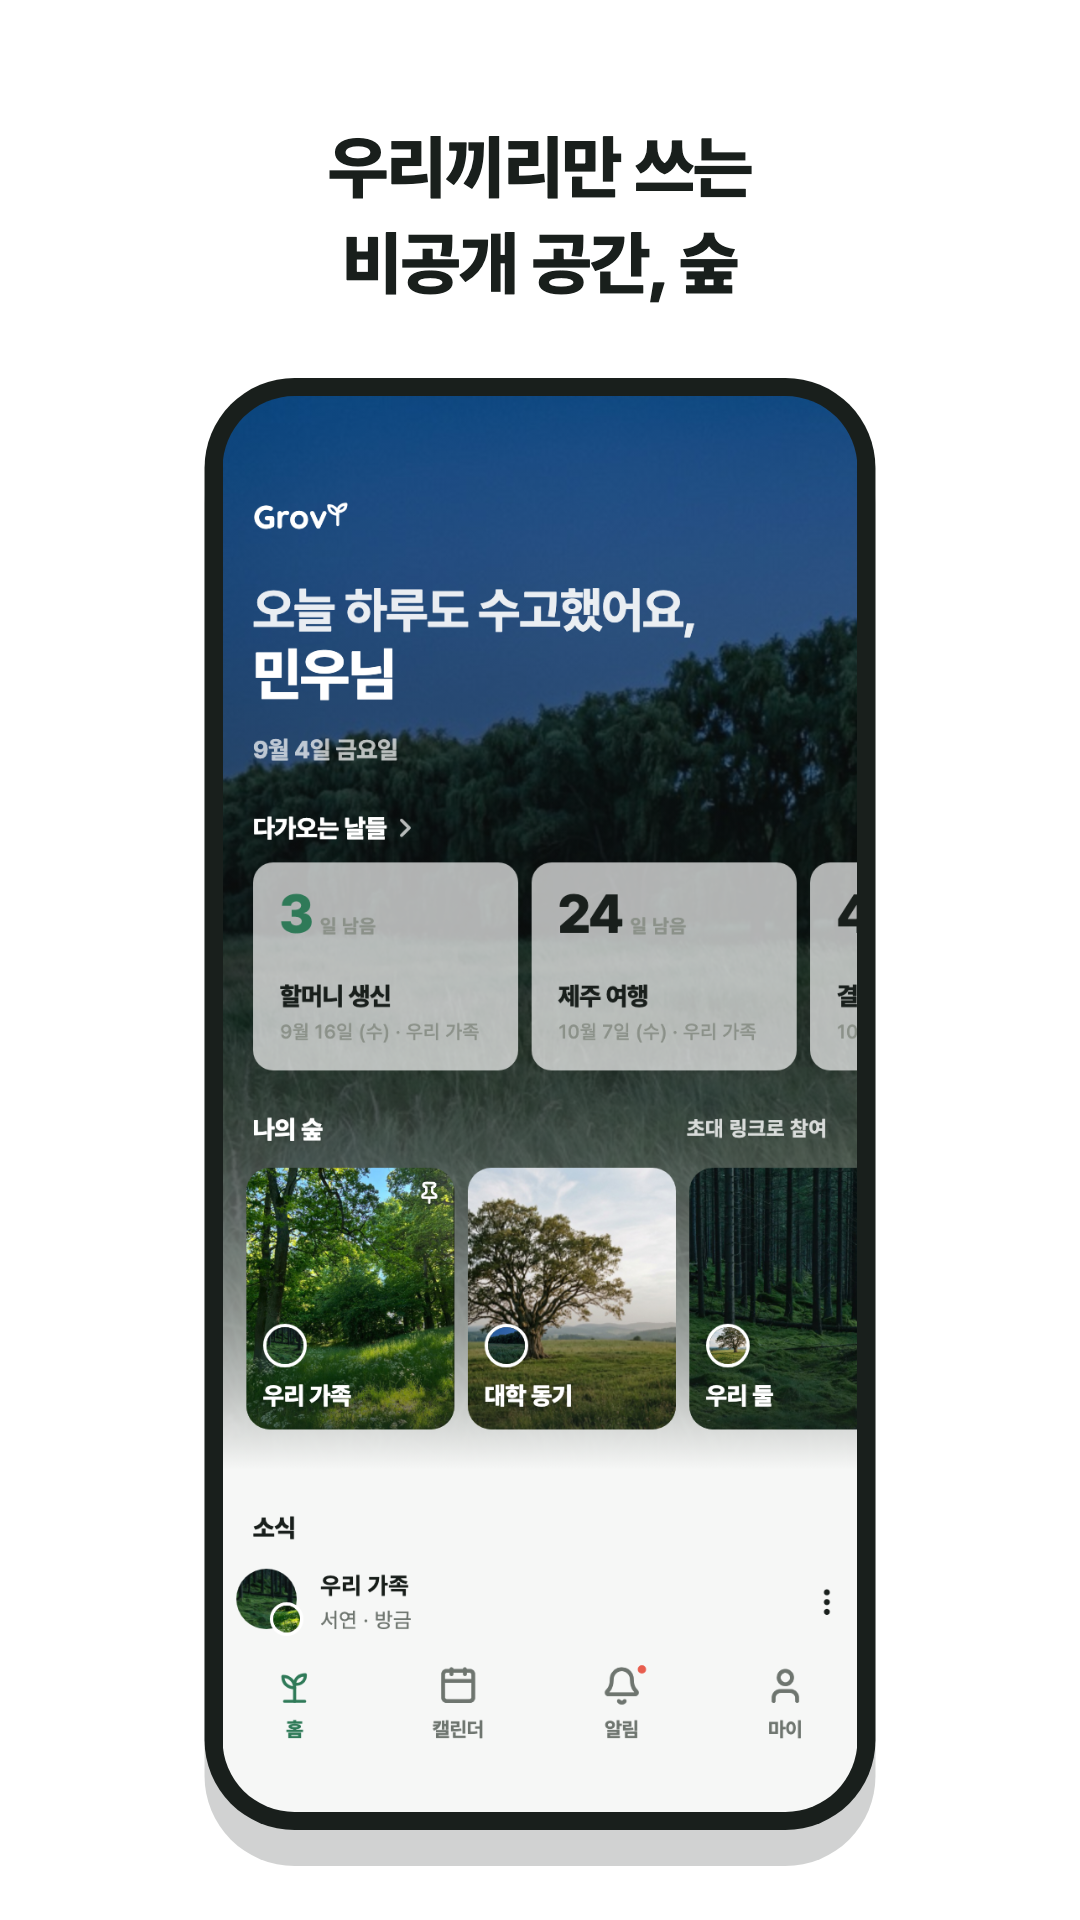 우리끼리만 쓰는
비공개 공간, 숲
Grov
오늘 하루도 수고했어요,
민우님
9월 4일 금요일
다가오는 날들
3 일 남음
할머니 생신
9월 16일 (수) · 우리 가족
24 일 남음
제주 여행
10월 7일 (수) · 우리 가족
4
결
10
나의 숲
초대 링크로 참여
우리 가족
대학 동기
우리 둘
소식
우리 가족
서연 · 방금
홈
캘린더
알림
마이